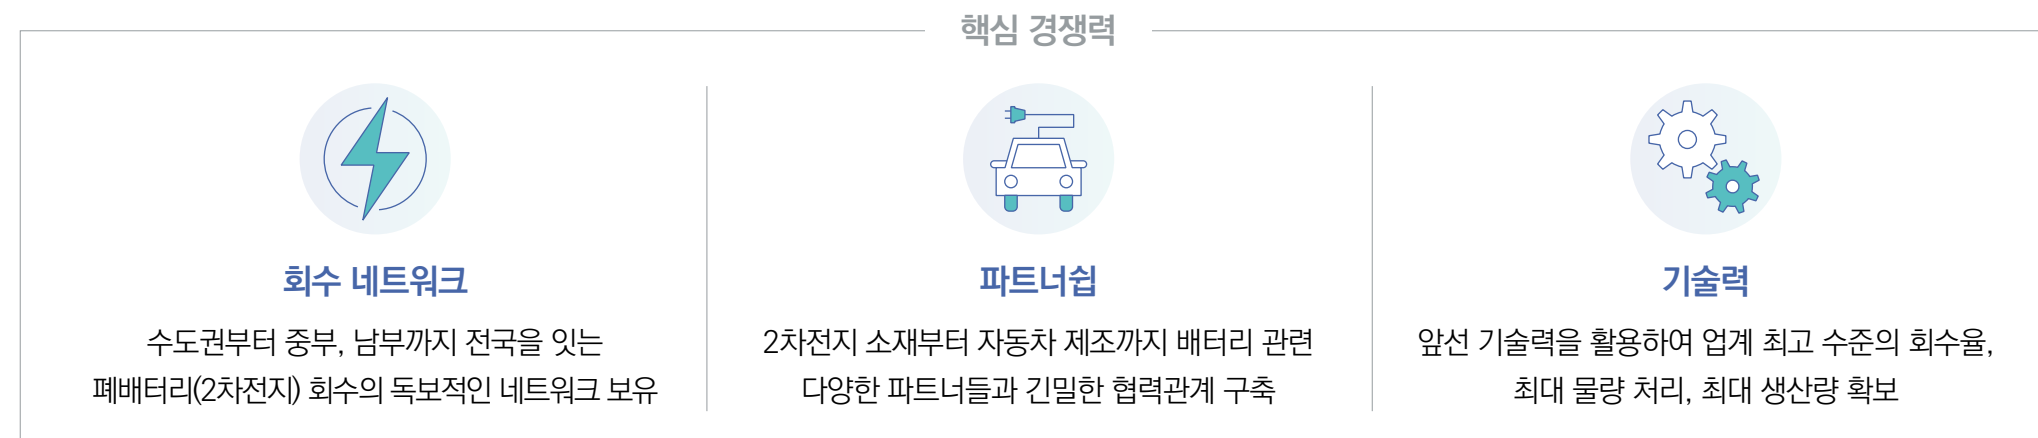 핵심 경쟁력
회수 네트워크
수도권부터 중부, 남부까지 전국을 잇는
폐배터리(2차전지) 회수의 독보적인 네트워크 보유
파트너쉽
2차전지 소재부터 자동차 제조까지 배터리 관련
다양한 파트너들과 긴밀한 협력관계 구축
기술력
앞선 기술력을 활용하여 업계 최고 수준의 회수율,
최대 물량 처리, 최대 생산량 확보